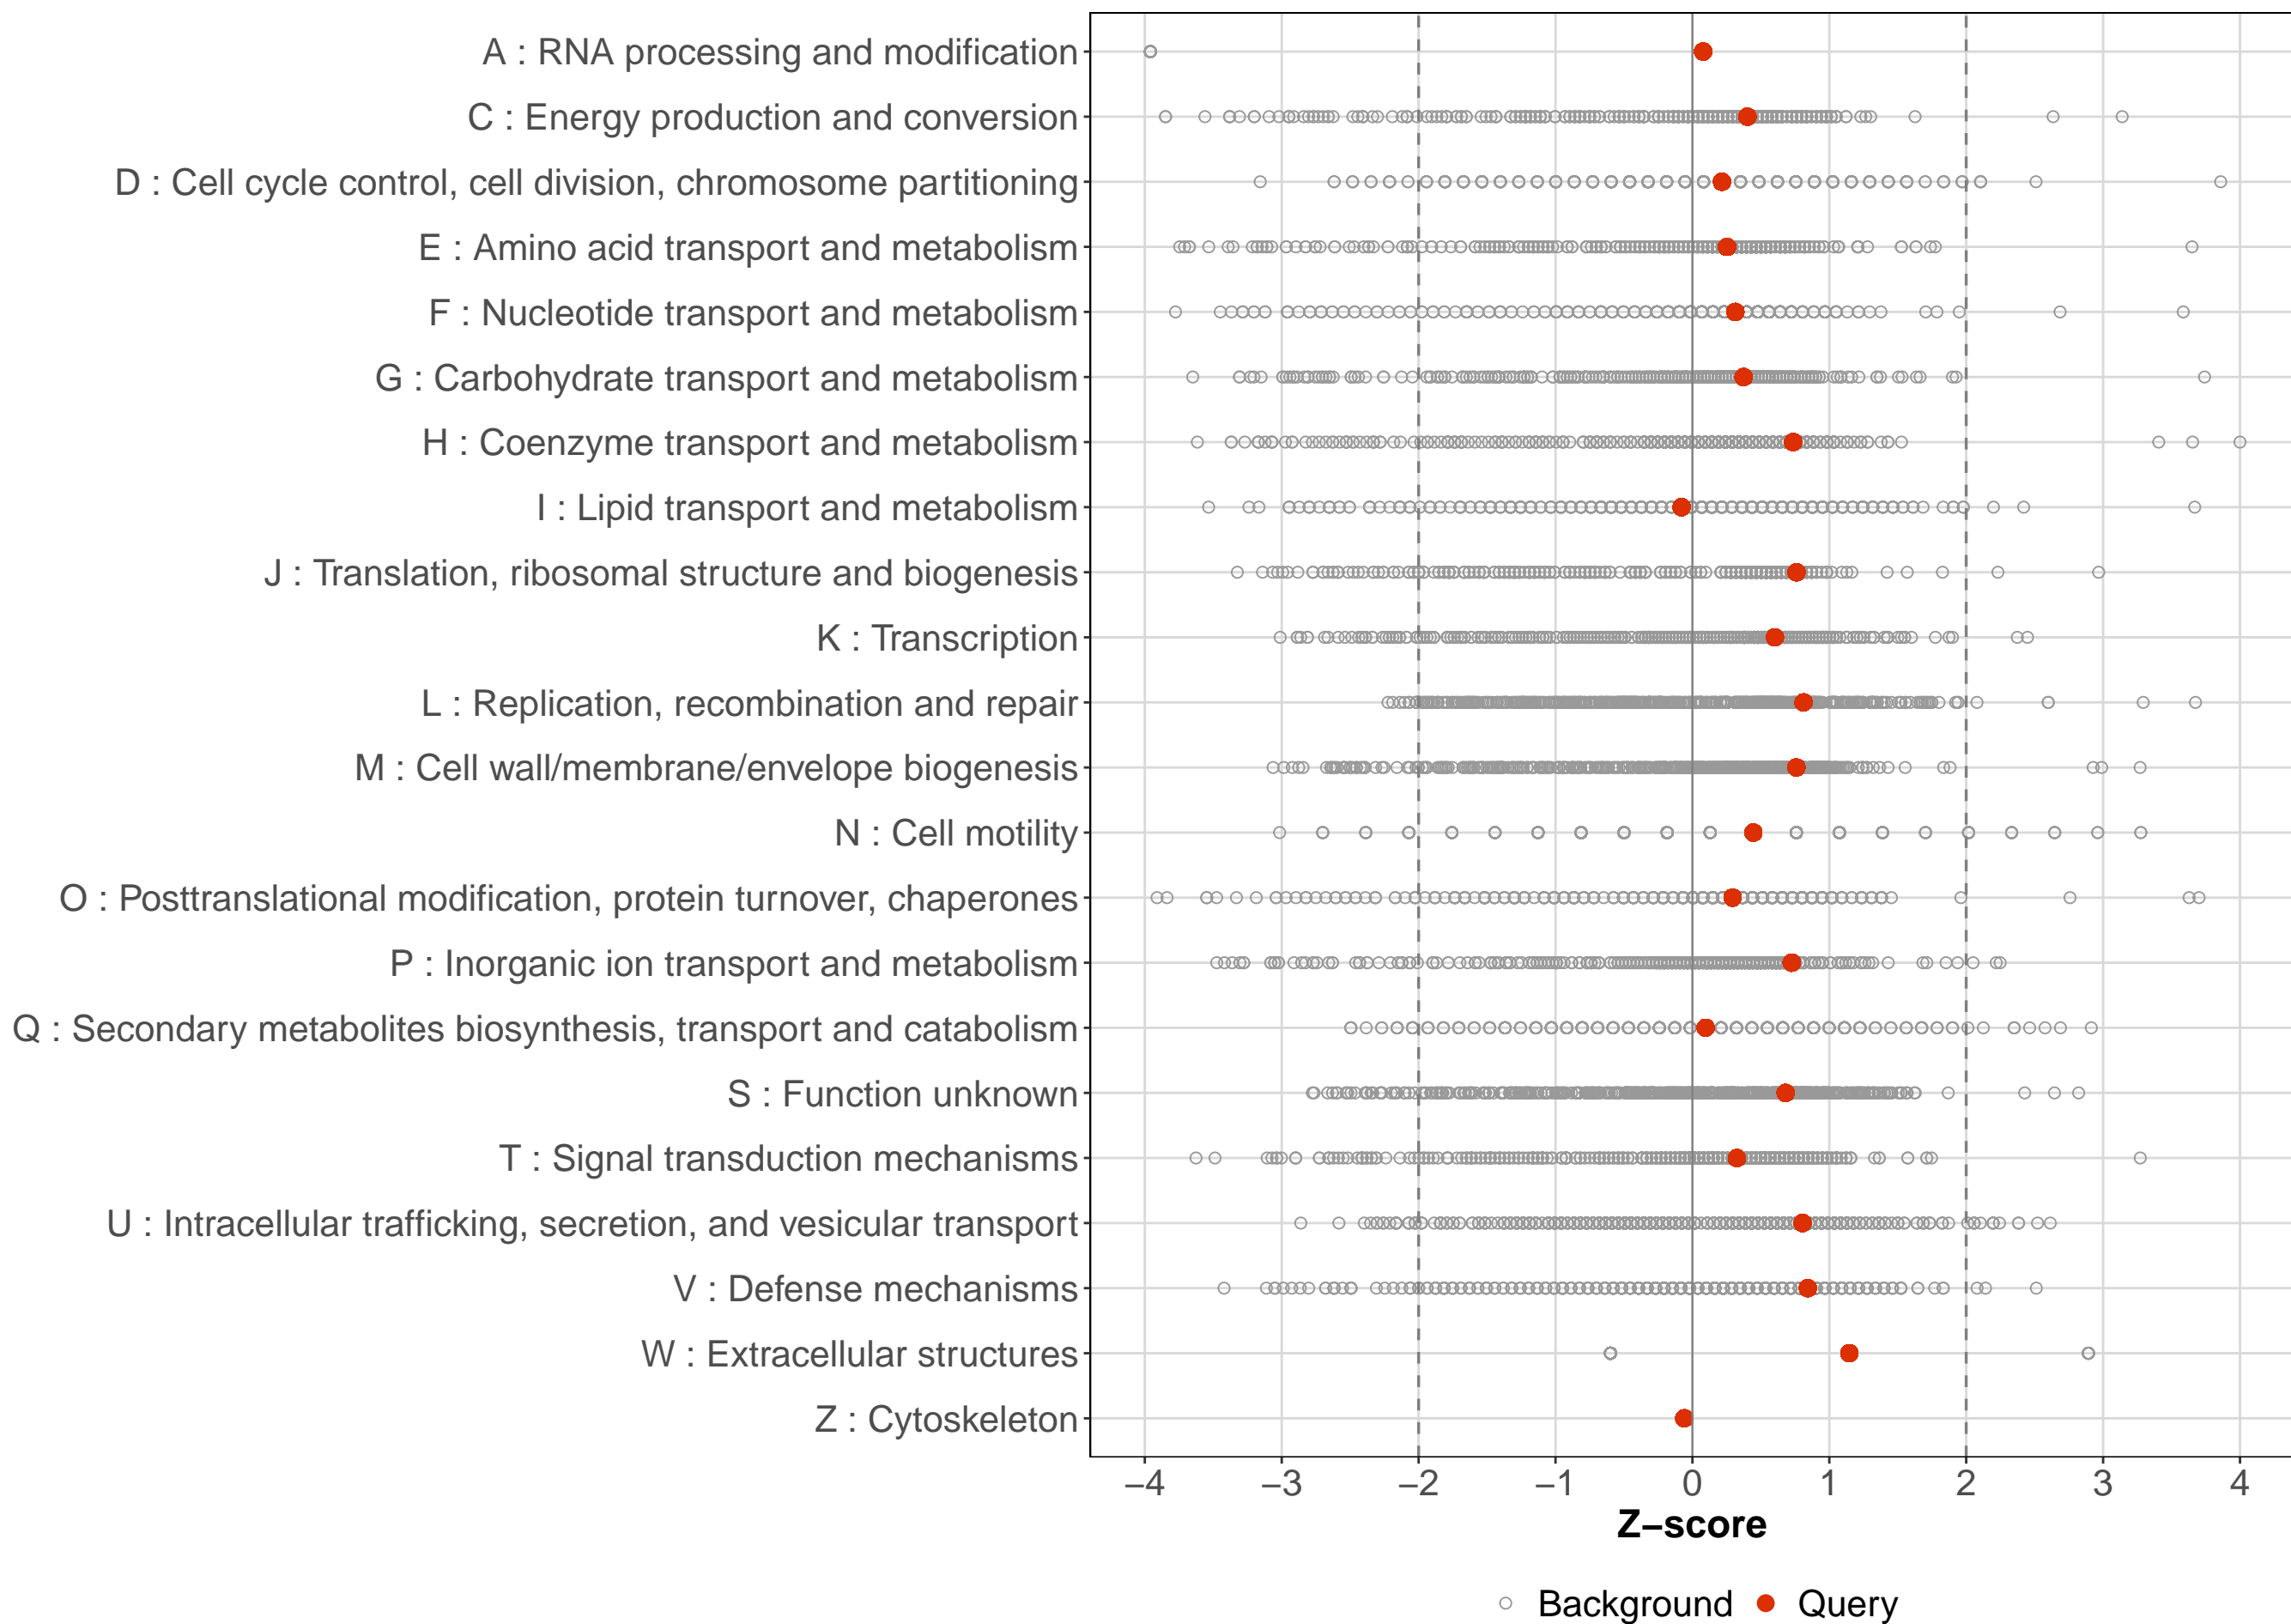 A : RNA processing and modification
C : Energy production and conversion
D : Cell cycle control, cell division, chromosome partitioning
E : Amino acid transport and metabolism
F : Nucleotide transport and metabolism
G : Carbohydrate transport and metabolism
H : Coenzyme transport and metabolism
I : Lipid transport and metabolism
J : Translation, ribosomal structure and biogenesis
K : Transcription
L : Replication, recombination and repair
M : Cell wall/membrane/envelope biogenesis
N : Cell motility
O : Posttranslational modification, protein turnover, chaperones
P : Inorganic ion transport and metabolism
Q : Secondary metabolites biosynthesis, transport and catabolism
S : Function unknown
T : Signal transduction mechanisms
U : Intracellular trafficking, secretion, and vesicular transport
V : Defense mechanisms
W : Extracellular structures
Z : Cytoskeleton
−4 −3 −2 −1 0 1 2 3 4
Z−score
Background Query